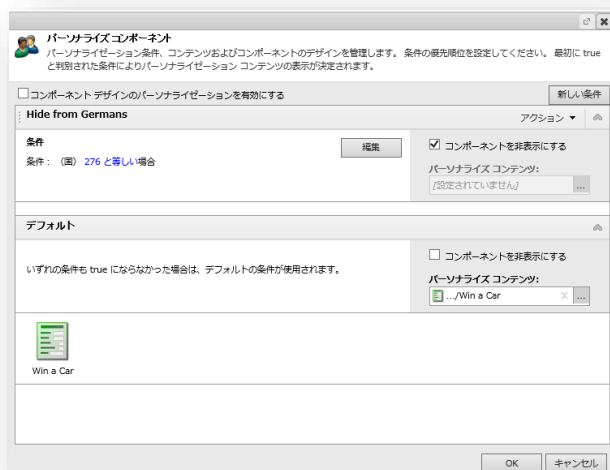 パーソナライズ コンポーネント
パーソナライゼーション条件、コンテンツおよびコンポーネントのデザインを管理します。 条件の優先順位を設定してください。 最初に true
と判別された条件によりパーソナライゼーション コンテンツの表示が決定されます。
コンポーネント デザインのパーソナライゼーションを有効にする
新しい条件
Hide from Germans
アクション
条件
編集
コンポーネントを非表示にする
条件： （国） 276 と等しい場合
パーソナライズ コンテンツ:
[設定されていません]
...
デフォルト
コンポーネントを非表示にする
いずれの条件も true にならなかった場合は、デフォルトの条件が使用されます。
パーソナライズ コンテンツ:
.../Win a Car
...
Win a Car
OK
キャンセル